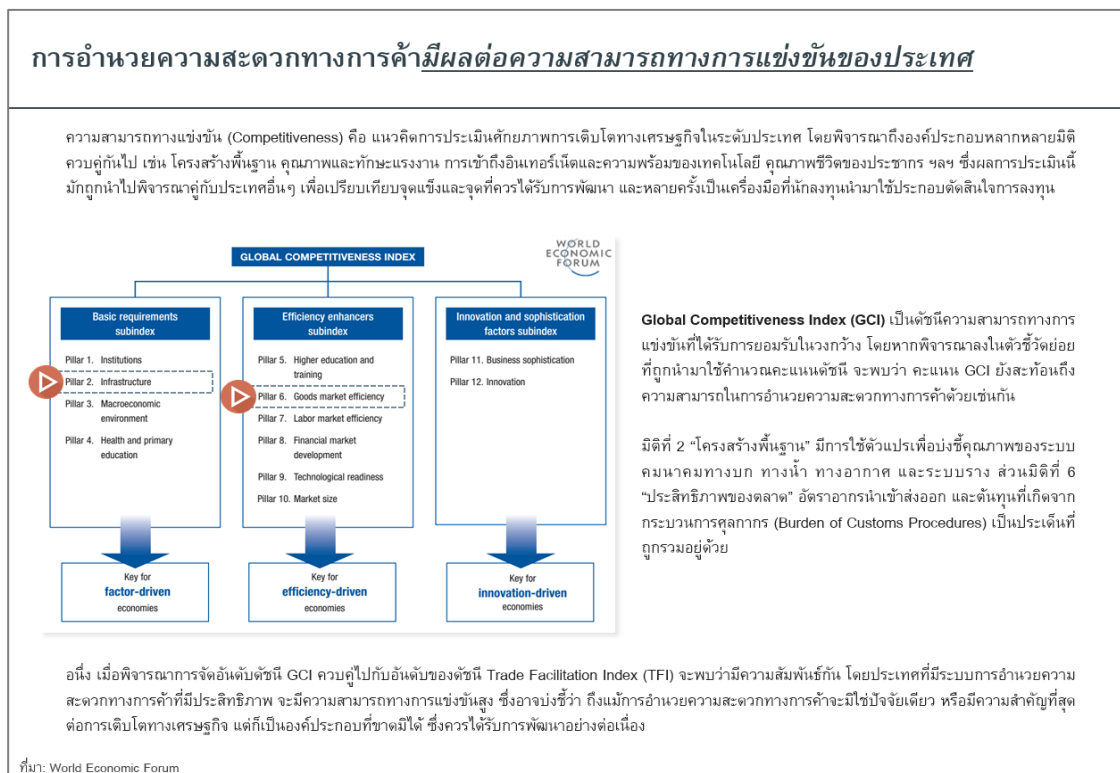 การอำนวยความสะดวกทางการค้ามีผลต่อความสามารถทางการแข่งขันของประเทศ
ความสามารถทางแข่งขัน (Competitiveness) คือ แนวคิดการประเมินศักยภาพการเติบโตทางเศรษฐกิจในระดับประเทศ โดยพิจารณาถึงองค์ประกอบหลากหลายมิติ
ควบคู่กันไป เช่น โครงสร้างพื้นฐาน คุณภาพและทักษะแรงงาน การเข้าถึงอินเทอร์เน็ตและความพร้อมของเทคโนโลยี คุณภาพชีวิตของประชากร ฯลฯ ซึ่งผลการประเมินนี้
มักถูกนำไปพิจารณาคู่กับประเทศอื่นๆ เพื่อเปรียบเทียบจุดแข็งและจุดที่ควรได้รับการพัฒนา และหลายครั้งเป็นเครื่องมือที่นักลงทุนนำมาใช้ประกอบตัดสินใจการลงทุน
WORLD
ECONOMIC
FORUM
GLOBAL COMPETITIVENESS INDEX
Basic requirements
subindex
Pillar 1. Institutions
Pillar 2. Infrastructure
Pillar 3. Macroeconomic
environment
Pillar 4. Health and primary
education
Key for
factor-driven
economies
Efficiency enhancers
subindex
Pillar 5. Higher education and
training
Pillar 6. Goods market efficiency
Pillar 7. Labor market efficiency
Pillar 8. Financial market
development
Pillar 9. Technological readiness
Pillar 10. Market size
Key for
efficiency-driven
economies
Innovation and sophistication
factors subindex
Pillar 11. Business sophistication
Pillar 12. Innovation
Key for
innovation-driven
economies
Global Competitiveness Index (GCI) เป็นดัชนีความสามารถทางการ
แข่งขันที่ได้รับการยอมรับในวงกว้าง โดยหากพิจารณาลงในตัวชี้วัดย่อย
ที่ถูกนำมาใช้คำนวณคะแนนดัชนี จะพบว่า คะแนน GCI ยังสะท้อนถึง
ความสามารถในการอำนวยความสะดวกทางการค้าด้วยเช่นกัน
มิติที่ 2 “โครงสร้างพื้นฐาน” มีการใช้ตัวแปรเพื่อบ่งชี้คุณภาพของระบบ
คมนาคมทางบก ทางน้ำ ทางอากาศ และระบบราง ส่วนมิติที่ 6
“ประสิทธิภาพของตลาด” อัตราอากรนำเข้าส่งออก และต้นทุนที่เกิดจาก
กระบวนการศุลกากร (Burden of Customs Procedures) เป็นประเด็นที่
ถูกรวมอยู่ด้วย
อนึ่ง เมื่อพิจารณาการจัดอันดับดัชนี GCI ควบคู่ไปกับอันดับของดัชนี Trade Facilitation Index (TFI) จะพบว่ามีความสัมพันธ์กัน โดยประเทศที่มีระบบการอำนวยความ
สะดวกทางการค้าที่มีประสิทธิภาพ จะมีความสามารถทางการแข่งขันสูง ซึ่งอาจบ่งชี้ว่า ถึงแม้การอำนวยความสะดวกทางการค้าจะมิใช่ปัจจัยเดียว หรือมีความสำคัญที่สุด
ต่อการเติบโตทางเศรษฐกิจ แต่ก็เป็นองค์ประกอบที่ขาดมิได้ ซึ่งควรได้รับการพัฒนาอย่างต่อเนื่อง
ที่มา: World Economic Forum